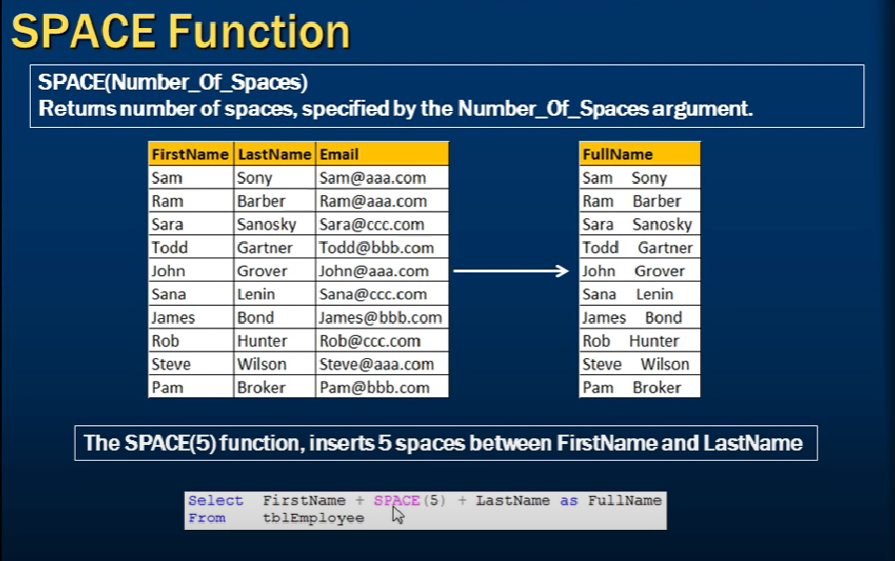 SPACE Function
SPACE(Number_Of_Spaces)
Returns number of spaces, specified by the Number_Of_Spaces argument.
FirstName LastName Email
Sam Sony Sam@aaa.com
Ram Barber Ram@aaa.com
Sara Sanosky Sara@ccc.com
Todd Gartner Todd@bbb.com
John Grover John@aaa.com
Sana Lenin Sana@ccc.com
James Bond James@bbb.com
Rob Hunter Rob@ccc.com
Steve Wilson Steve@aaa.com
Pam Broker Pam@bbb.com
FullName
Sam     Sony
Ram     Barber
Sara     Sanosky
Todd     Gartner
John     Grover
Sana     Lenin
James     Bond
Rob     Hunter
Steve     Wilson
Pam     Broker
The SPACE(5) function, inserts 5 spaces between FirstName and LastName
Select FirstName + SPACE(5) + LastName as FullName
From tblEmployee